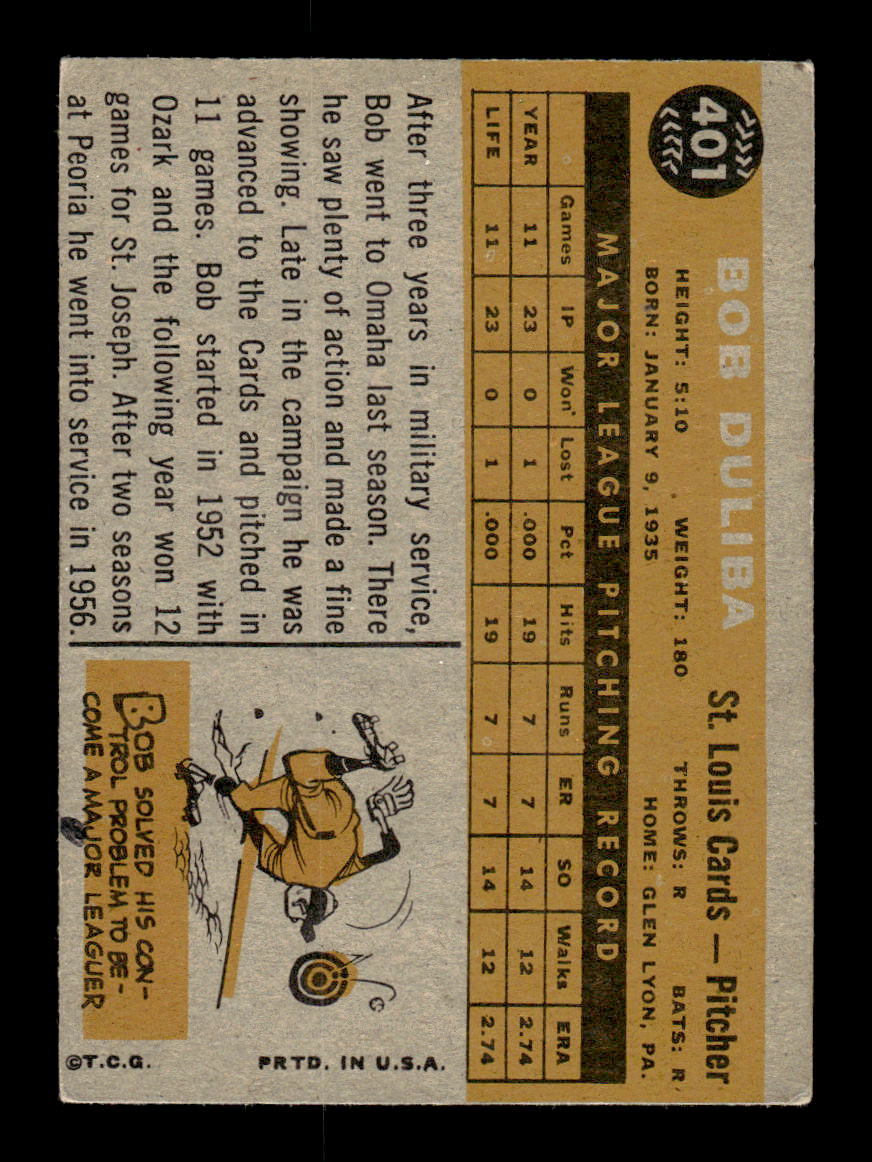 401
BOB DULIBA
St. Louis Cards — Pitcher
HEIGHT: 5:10 WEIGHT: 180 THROWS: R BATS: R
BORN: JANUARY 9, 1935 HOME: GLEN LYON, PA.
MAJOR LEAGUE PITCHING RECORD
Games IP Won Lost Pct Hits Runs ER SO Walks ERA
YEAR 11 23 0 1 .000 19 7 7 14 12 2.74
LIFE 11 23 0 1 .000 19 7 7 14 12 2.74
After three years in military service,
Bob went to Omaha last season. There
he saw plenty of action and made a fine
showing. Late in the campaign he was
advanced to the Cards and pitched in
11 games. Bob started in 1952 with
Ozark and the following year won 12
games for St. Joseph. After two seasons
at Peoria he went into service in 1956.
BOB SOLVED HIS CON-
TROL PROBLEM TO BE-
COME A MAJOR LEAGUER
©T.C.G. PRTD. IN U.S.A.